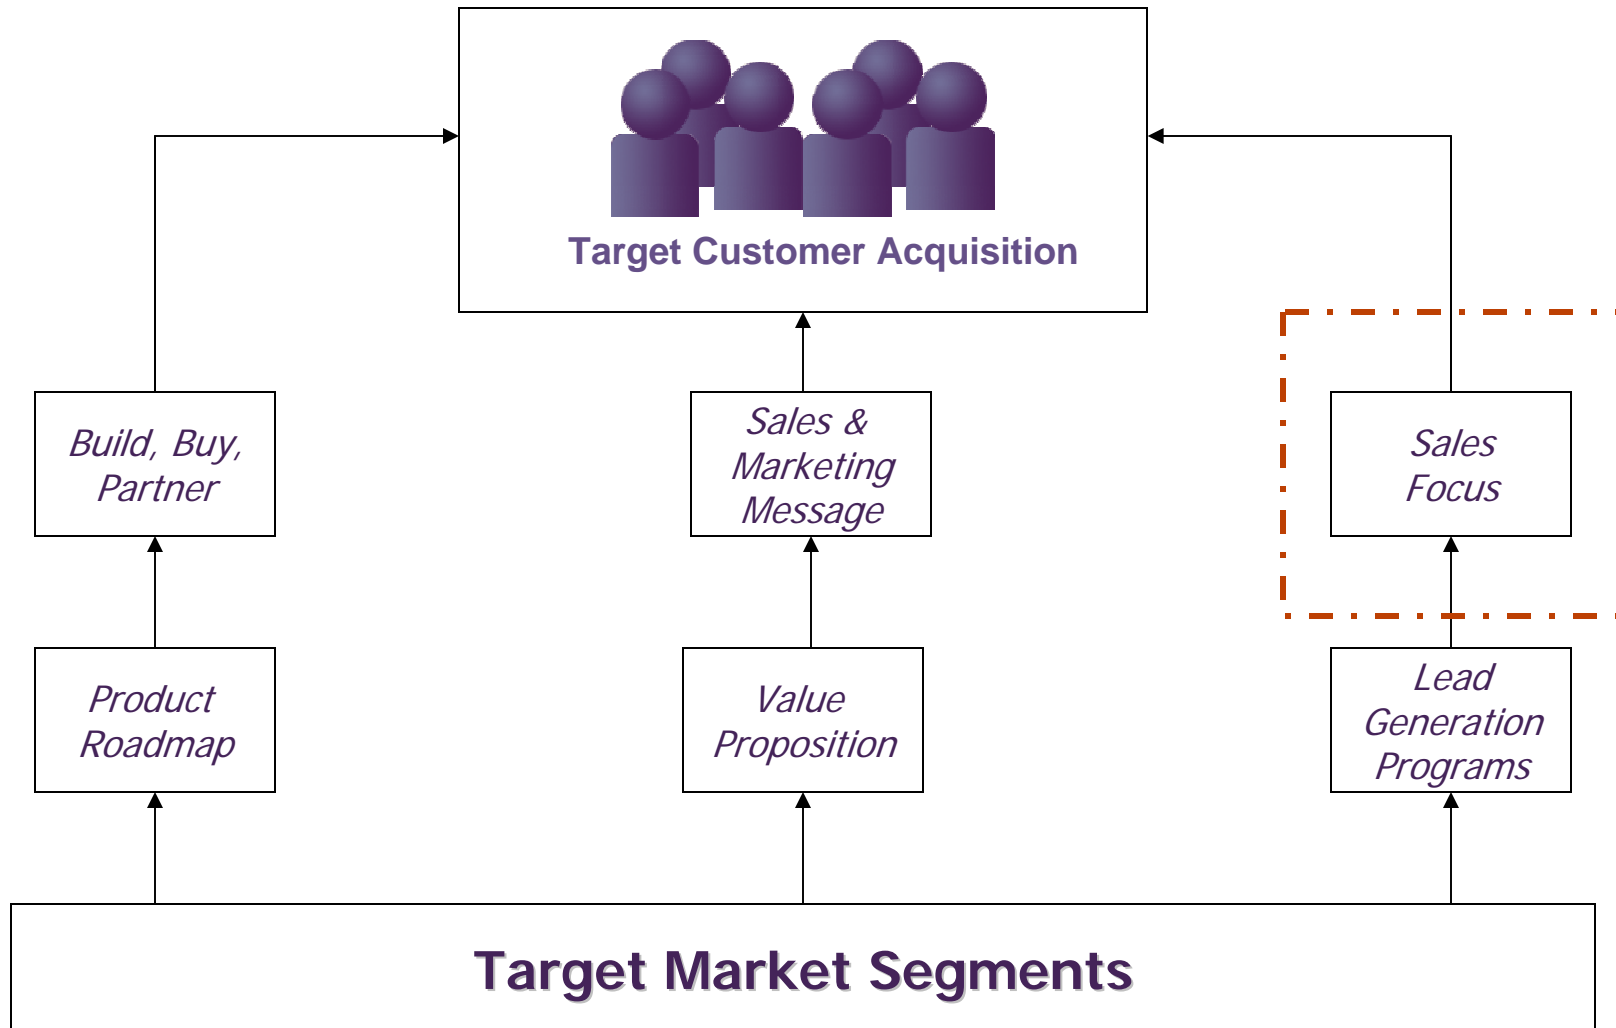 Target Customer Acquisition
Build, Buy,
Partner
Sales &
Marketing
Message
Sales
Focus
Product
Roadmap
Value
Proposition
Lead
Generation
Programs
Target Market Segments